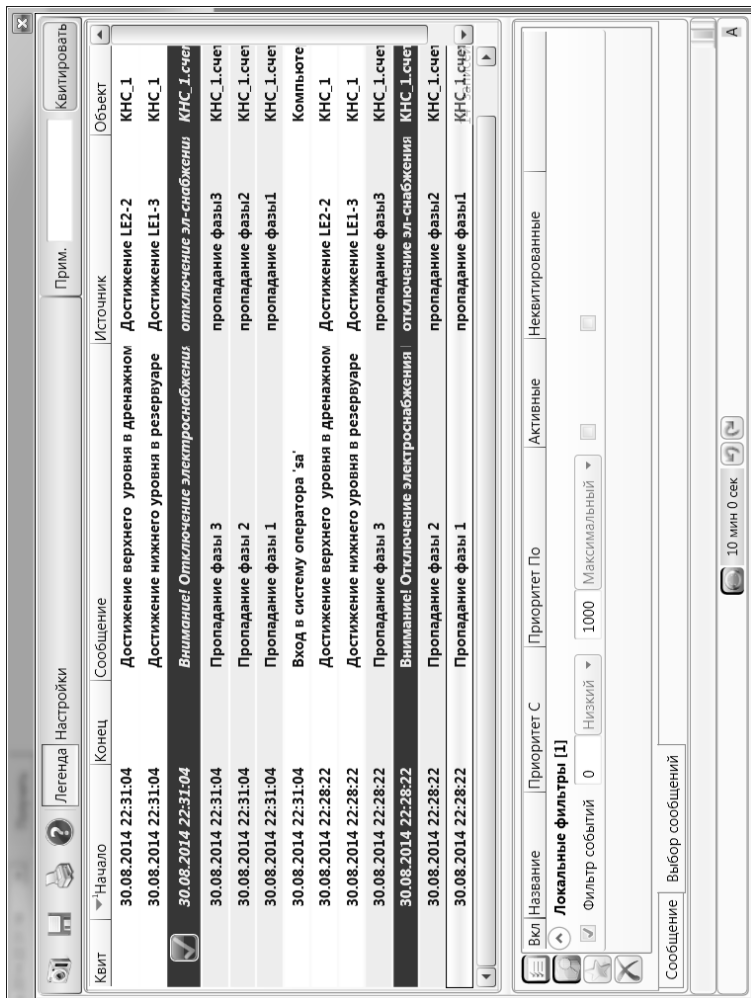 Легенда Настройки Прим. Квитировать
Квит 1 Начало Конец Сообщение Источник Объект
30.08.2014 22:31:04 Достижение верхнего уровня в дренажном Достижение LE2-2 КНС_1
30.08.2014 22:31:04 Достижение нижнего уровня в резервуаре Достижение LE1-3 КНС_1
30.08.2014 22:31:04 Внимание! Отключение электроснабжения отключение эл-снабжения КНС_1.счет
30.08.2014 22:31:04 Пропадание фазы 3 пропадание фазы3 КНС_1.счет
30.08.2014 22:31:04 Пропадание фазы 2 пропадание фазы2 КНС_1.счет
30.08.2014 22:31:04 Пропадание фазы 1 пропадание фазы1 КНС_1.счет
30.08.2014 22:31:04 Вход в систему оператора 'sa' Компьюте
30.08.2014 22:28:22 Достижение верхнего уровня в дренажном Достижение LE2-2 КНС_1
30.08.2014 22:28:22 Достижение нижнего уровня в резервуаре Достижение LE1-3 КНС_1
30.08.2014 22:28:22 Пропадание фазы 3 пропадание фазы3 КНС_1.счет
30.08.2014 22:28:22 Внимание! Отключение электроснабжения отключение эл-снабжения КНС_1.счет
30.08.2014 22:28:22 Пропадание фазы 2 пропадание фазы2 КНС_1.счет
30.08.2014 22:28:22 Пропадание фазы 1 пропадание фазы1 КНС_1.счет
Вкл Название Приоритет С Приоритет По Активные Неквитированные
Локальные фильтры [1]
Фильтр событий 0 Низкий 1000 Максимальный
Сообщение Выбор сообщений
10 мин 0 сек А